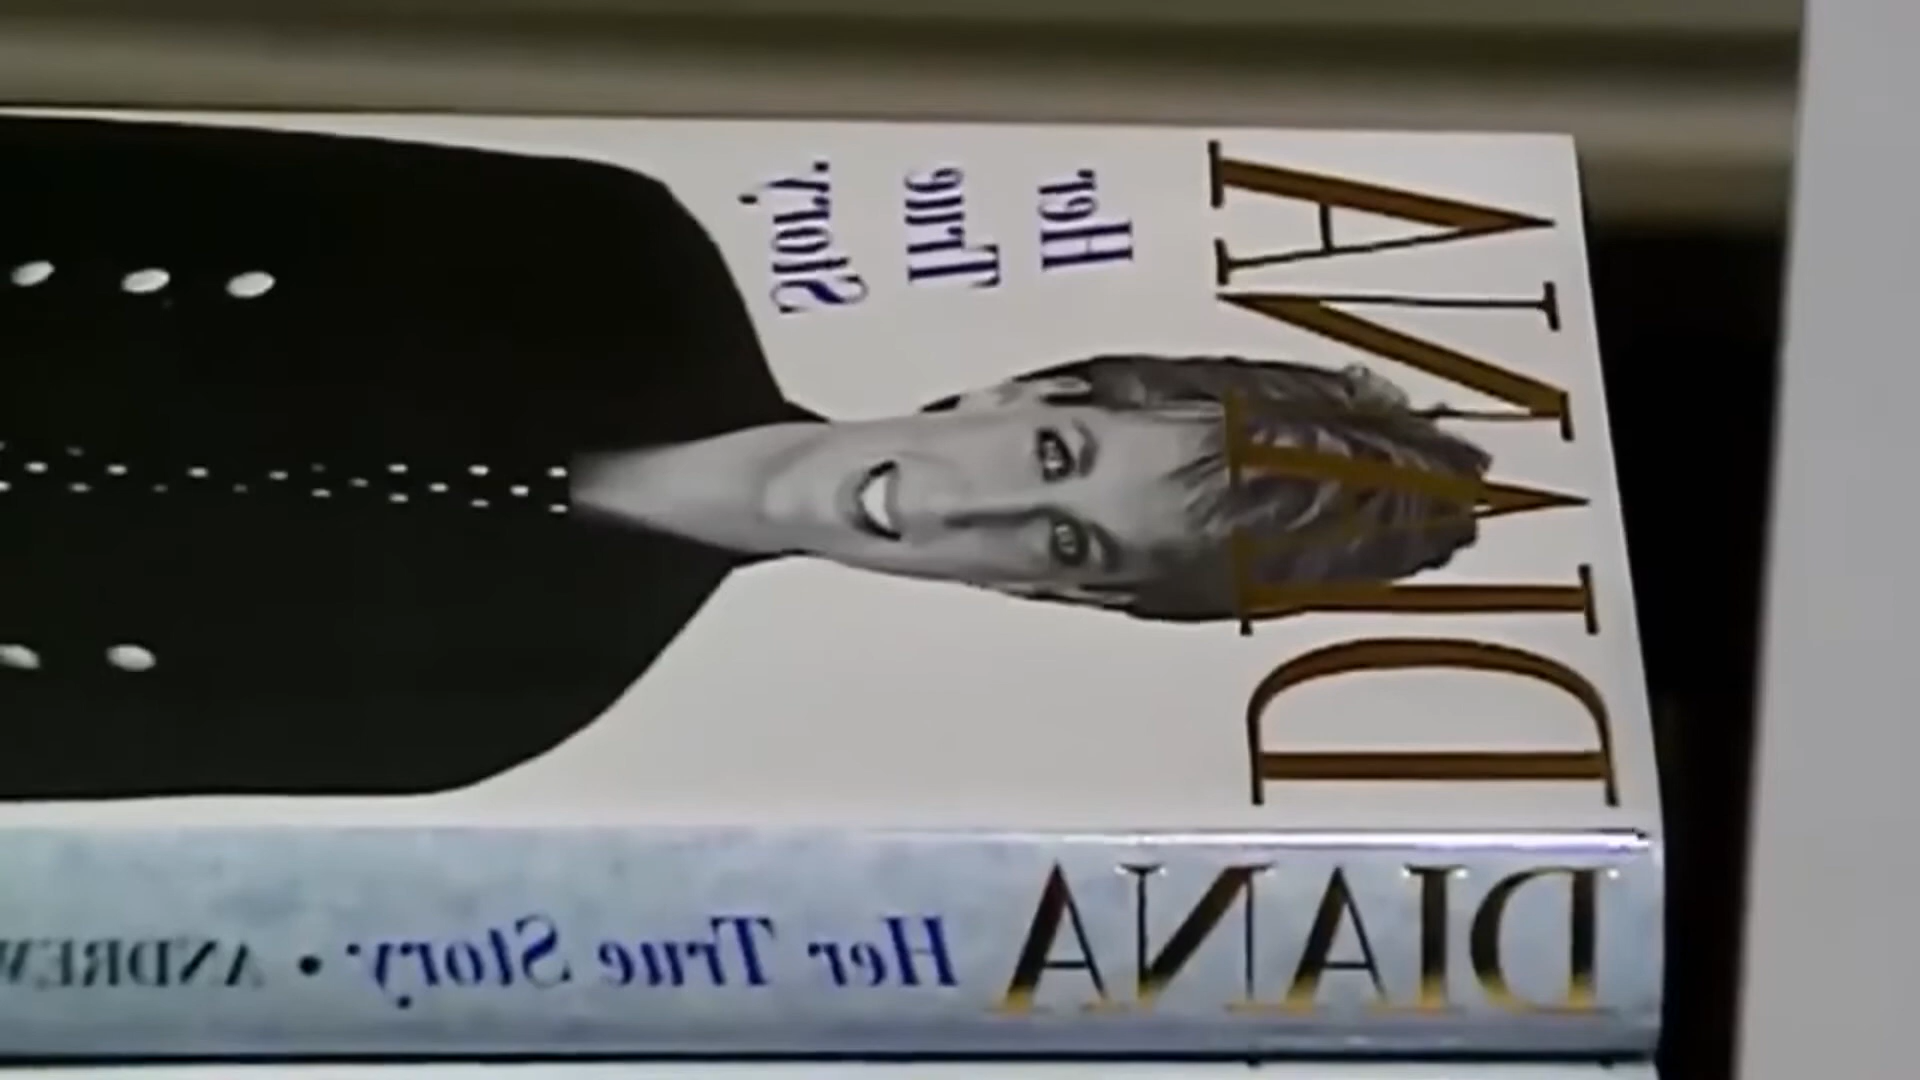 DIANA
Her
True
Story
DIANA Her True Story • ANDREW